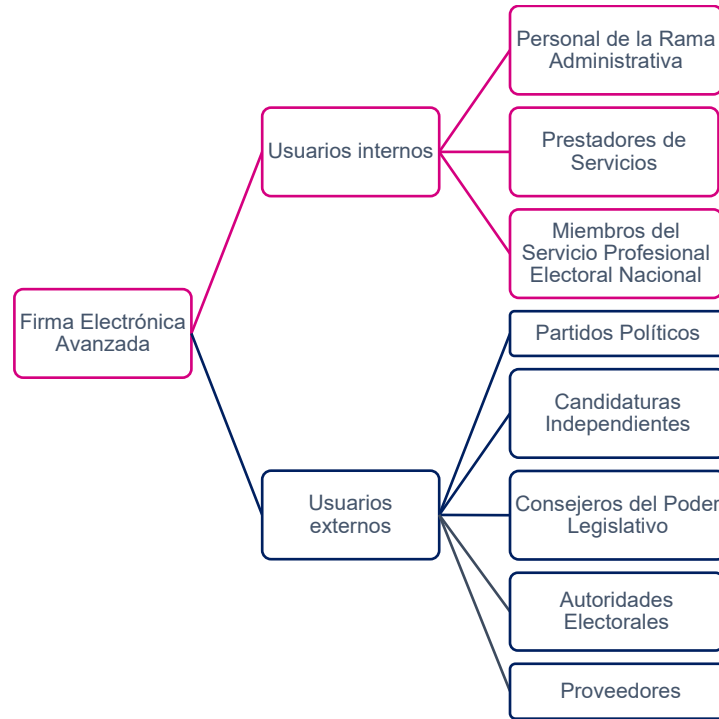 Personal de la Rama
Administrativa
Usuarios internos
Prestadores de
Servicios
Miembros del
Servicio Profesional
Electoral Nacional
Firma Electrónica
Avanzada
Partidos Políticos
Candidaturas
Independientes
Usuarios
externos
Consejeros del Poder
Legislativo
Autoridades
Electorales
Proveedores